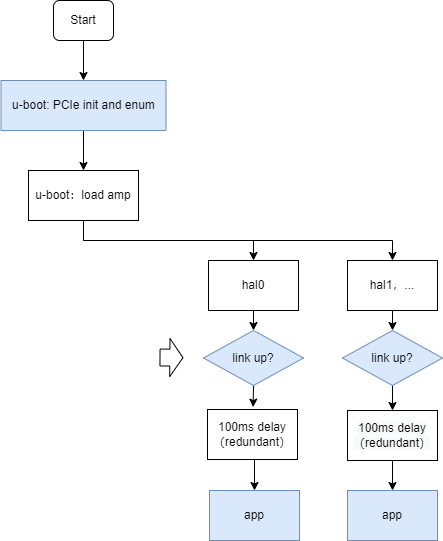 Start
u-boot: PCIe init and enum
u-boot：load amp
hal0
hal1，...
link up?
link up?
100ms delay
（redundant）
100ms delay
（redundant）
app
app